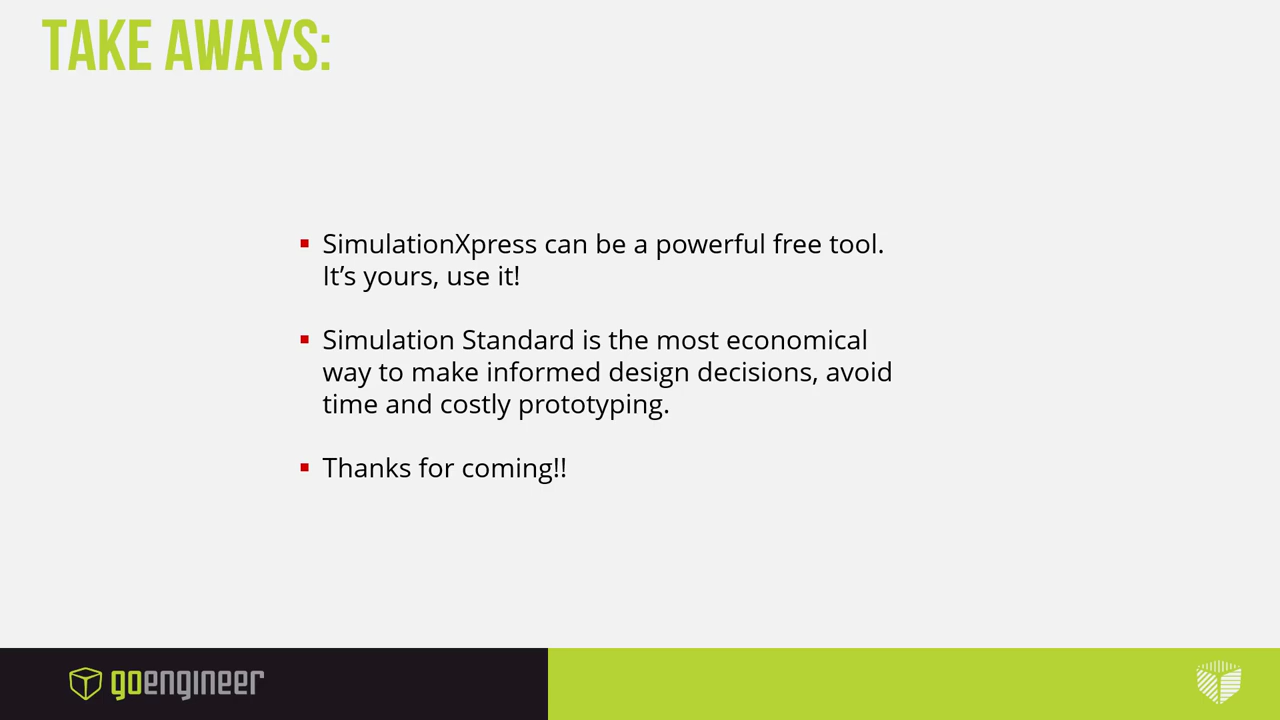 TAKE AWAYS:
SimulationXpress can be a powerful free tool.
It’s yours, use it!
Simulation Standard is the most economical
way to make informed design decisions, avoid
time and costly prototyping.
Thanks for coming!!
goengineer